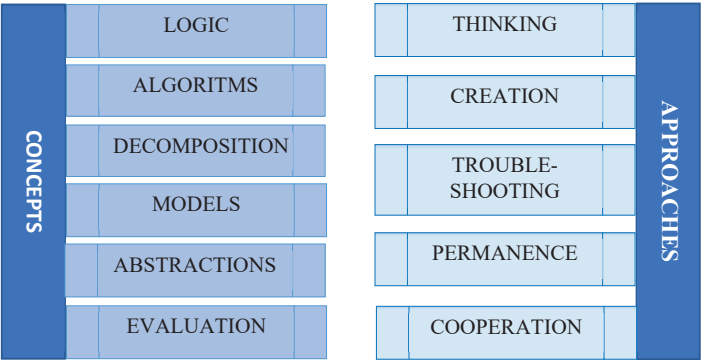 CONCEPTS
LOGIC
ALGORITMS
DECOMPOSITION
MODELS
ABSTRACTIONS
EVALUATION
THINKING
CREATION
TROUBLE-
SHOOTING
PERMANENCE
COOPERATION
APPROACHES